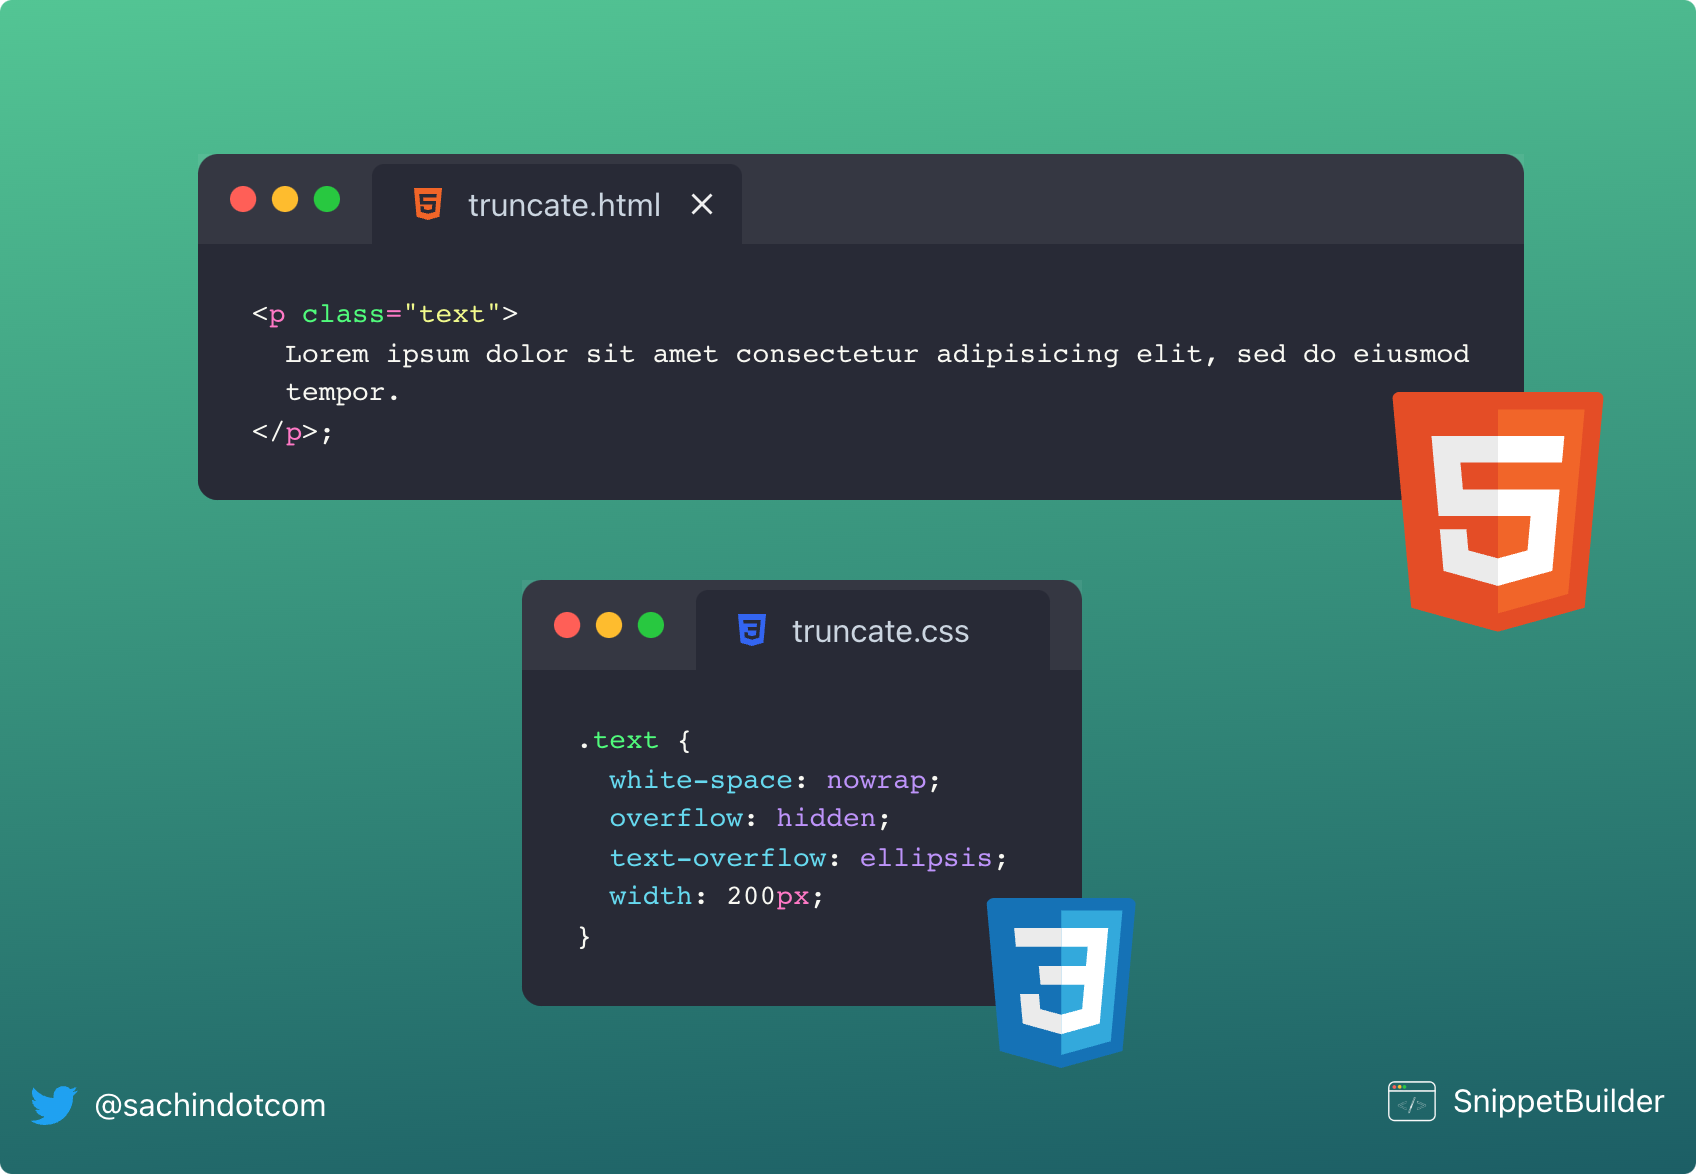 truncate.html
<p class="text">
Lorem ipsum dolor sit amet consectetur adipisicing elit, sed do eiusmod
tempor.
</p>;
truncate.css
.text {
white-space: nowrap;
overflow: hidden;
text-overflow: ellipsis;
width: 200px;
}
@sachindotcom
SnippetBuilder